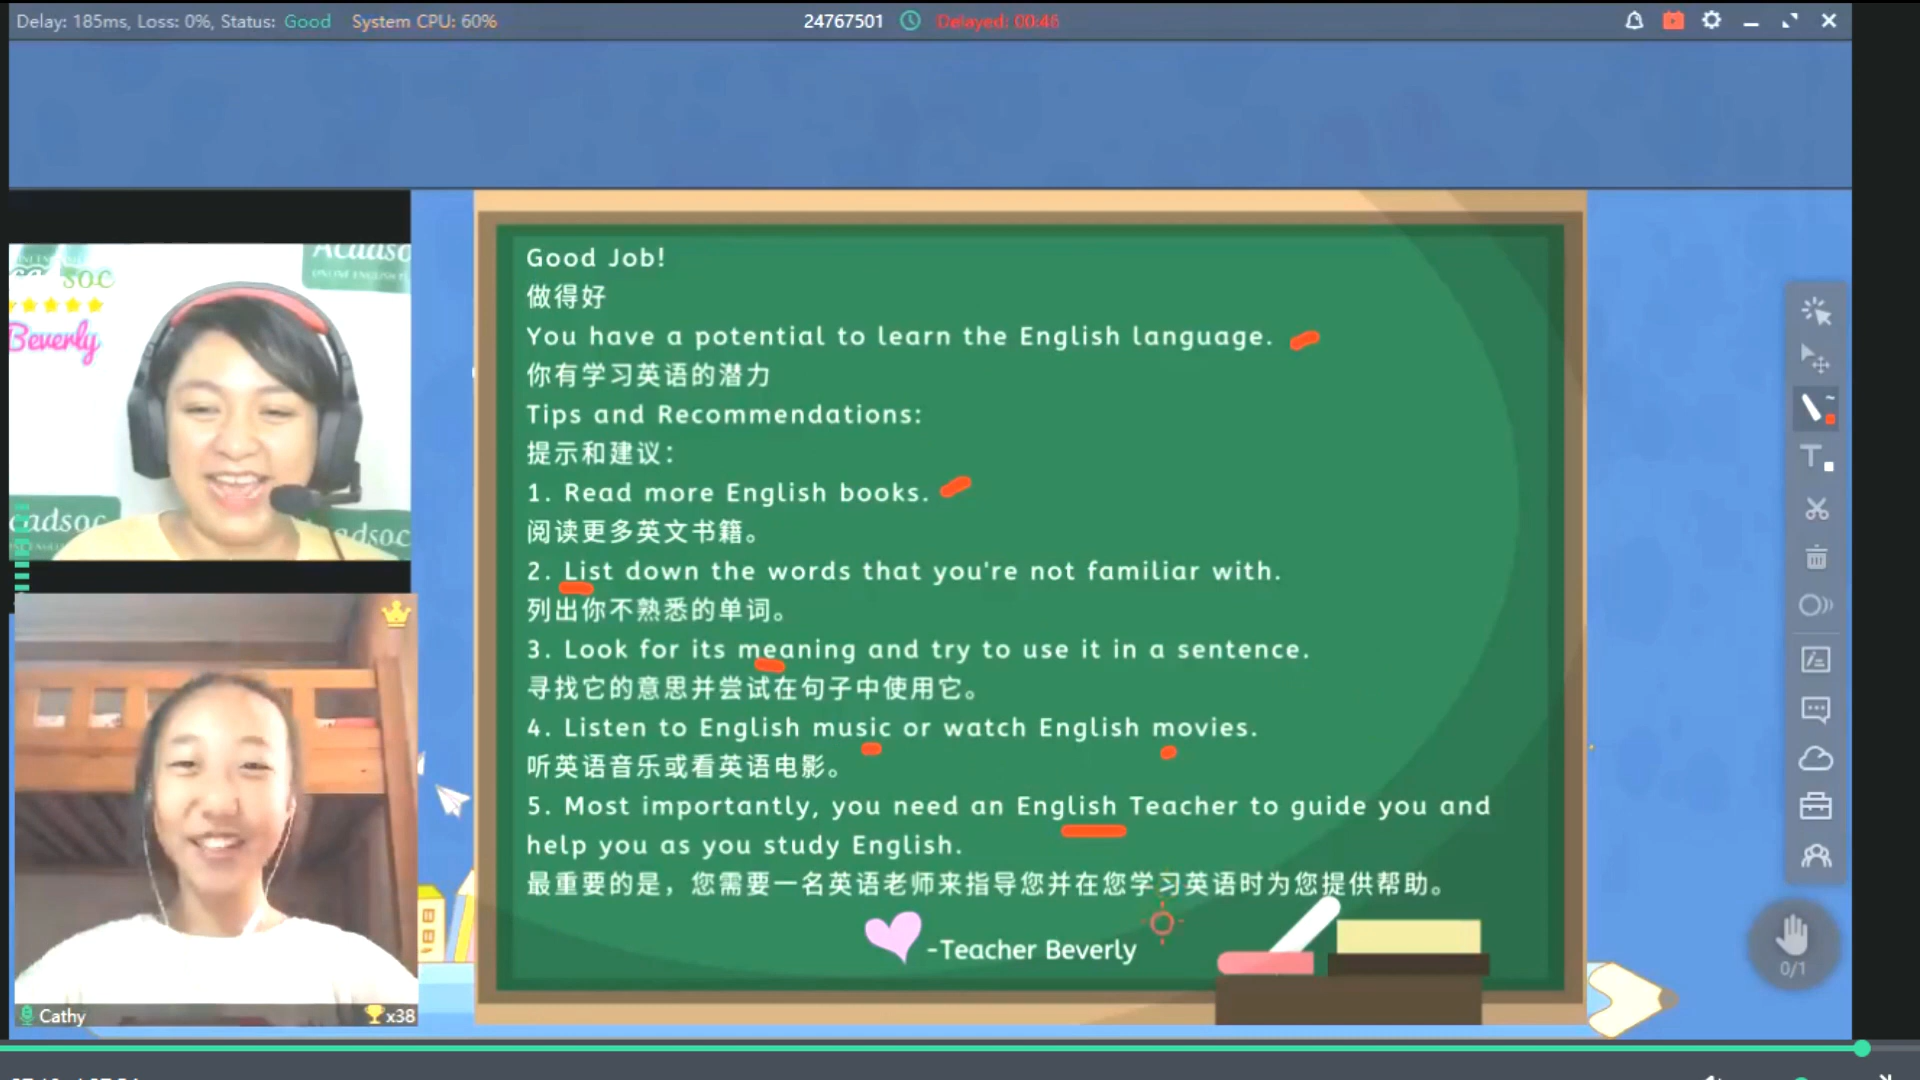 Delay: 185ms, Loss: 0%, Status: Good System CPU: 60%
24767501 Delayed: 00:46
Acadsoc
soc
Beverly
Acadsoc
Acadsoc
Good Job!
做得好
You have a potential to learn the English language.
你有学习英语的潜力
Tips and Recommendations:
提示和建议：
1. Read more English books.
阅读更多英文书籍。
2. List down the words that you're not familiar with.
列出你不熟悉的单词。
3. Look for its meaning and try to use it in a sentence.
寻找它的意思并尝试在句子中使用它。
4. Listen to English music or watch English movies.
听英语音乐或看英语电影。
5. Most importantly, you need an English Teacher to guide you and
help you as you study English.
最重要的是，您需要一名英语老师来指导您并在您学习英语时为您提供帮助。
-Teacher Beverly
Cathy
x38
0/1